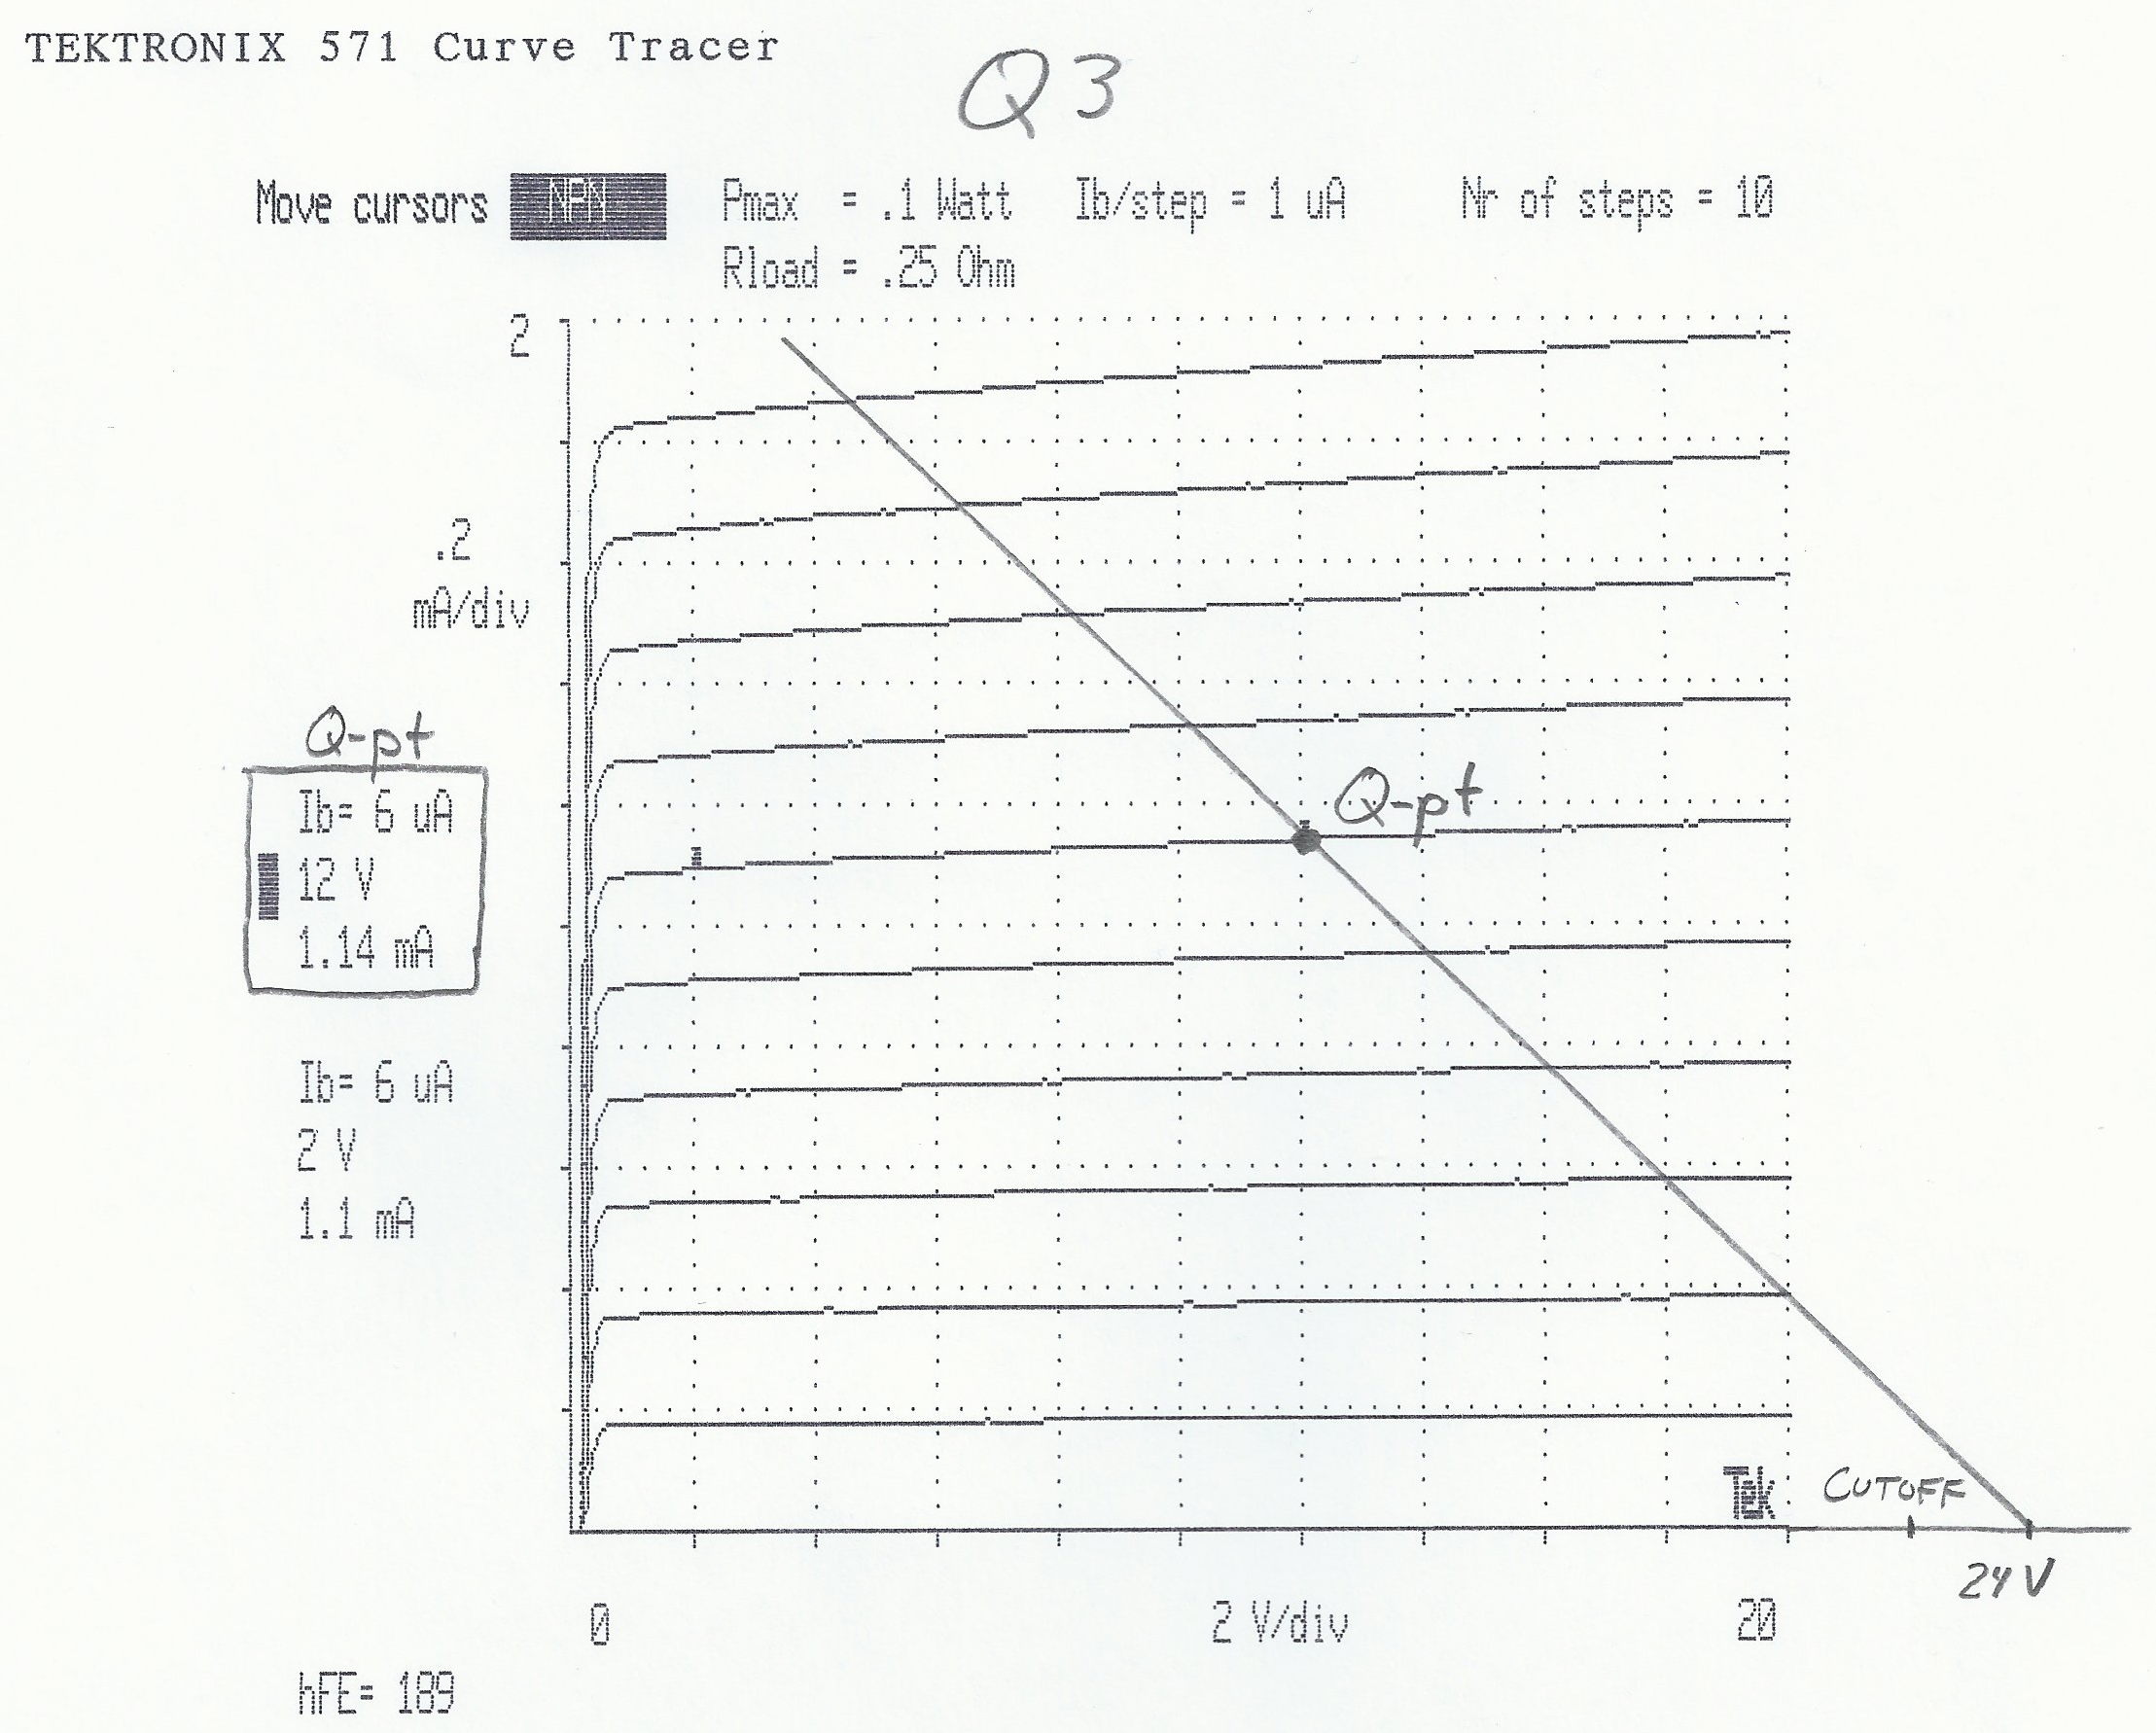 TEKTRONIX 571 Curve Tracer
Q3
Move cursors NPN Pmax = .1 Watt Ib/step = 1 uA Nr of steps = 10
Rload = .25 Ohm
2
.2
mA/div
Q-pt
Ib= 6 uA
12 V
1.14 mA
Q-pt
Ib= 6 uA
2 V
1.1 mA
Tek
CUTOFF
24 V
0 2 V/div 20
hFE= 189